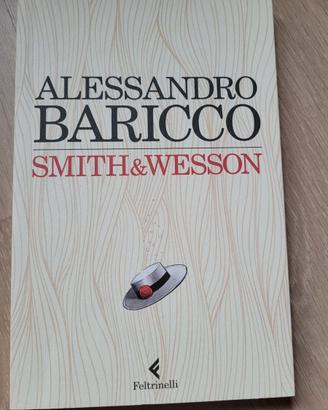 ALESSANDRO
BARICCO
SMITH&WESSON
Feltrinelli